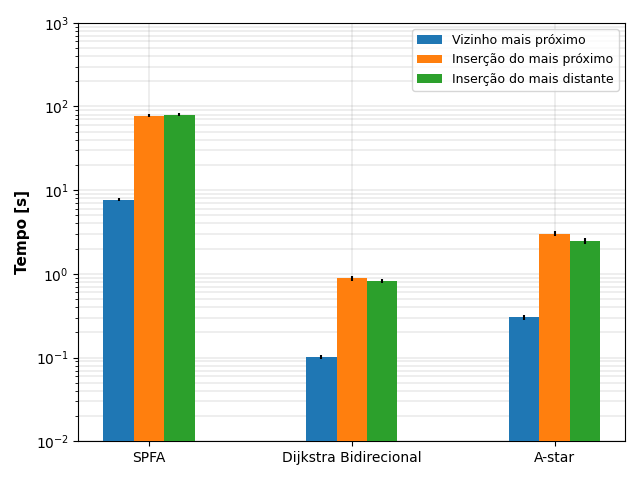 10³
10²
10¹
10⁰
10⁻¹
10⁻²
Tempo [s]
Vizinho mais próximo
Inserção do mais próximo
Inserção do mais distante
SPFA
Dijkstra Bidirecional
A-star